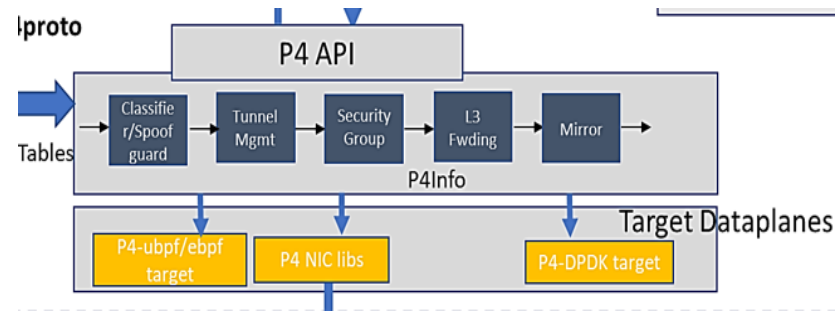 4proto
P4 API
Classifie
r/Spoof
guard
Tunnel
Mgmt
Security
Group
L3
Fwding
Mirror
Tables
P4Info
Target Dataplanes
P4-ubpf/ebpf
target
P4 NIC libs
P4-DPDK target